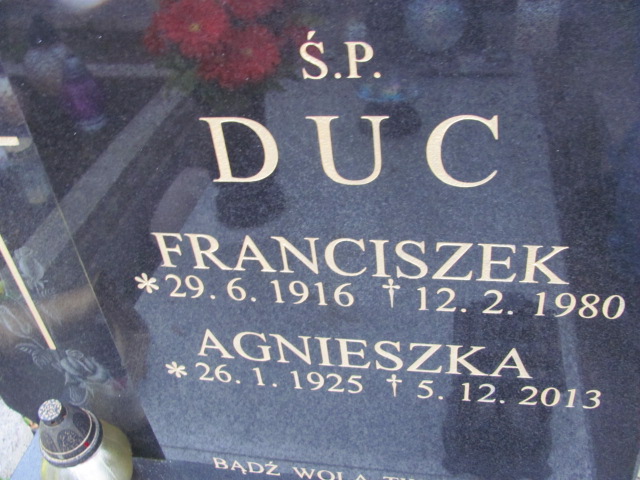 Ś.P.
DUC
FRANCISZEK
* 29. 6. 1916 † 12. 2. 1980
AGNIESZKA
* 26. 1. 1925 † 5. 12. 2013
BĄDŹ WOLA